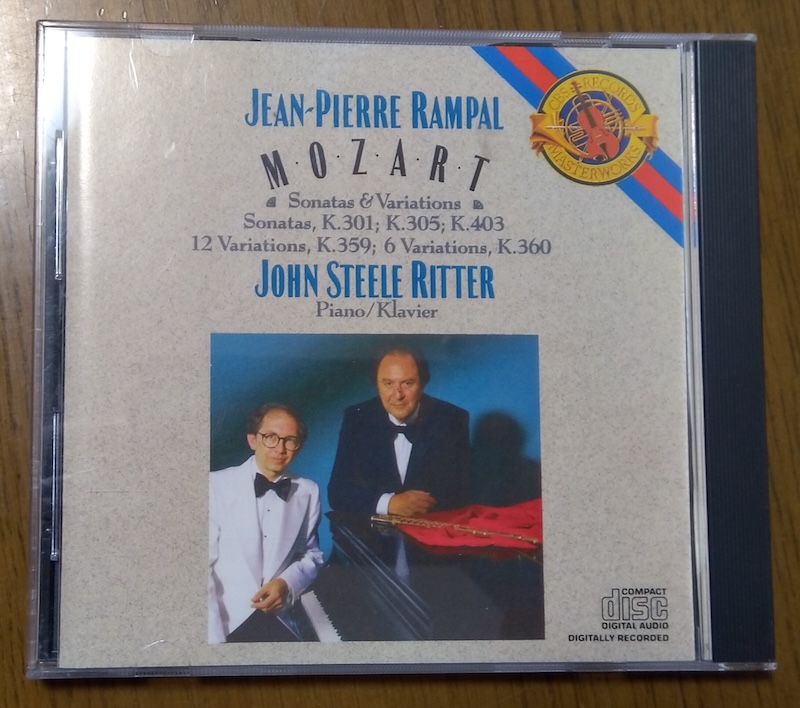 JEAN-PIERRE RAMPAL
M·O·Z·A·R·T
Sonatas & Variations
Sonatas, K.301; K.305; K.403
12 Variations, K.359; 6 Variations, K.360
JOHN STEELE RITTER
Piano/Klavier
CBS RECORDS
MASTERWORKS
COMPACT
disc
DIGITAL AUDIO
DIGITALLY RECORDED